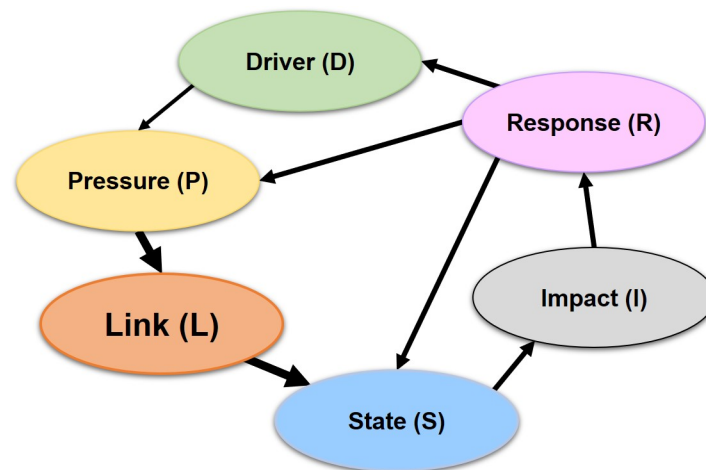 Driver (D)
Response (R)
Pressure (P)
Impact (I)
Link (L)
State (S)